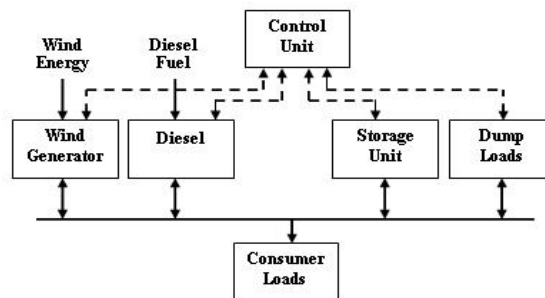 Control
Unit
Wind
Energy
Diesel
Fuel
Wind
Generator
Diesel
Storage
Unit
Dump
Loads
Consumer
Loads